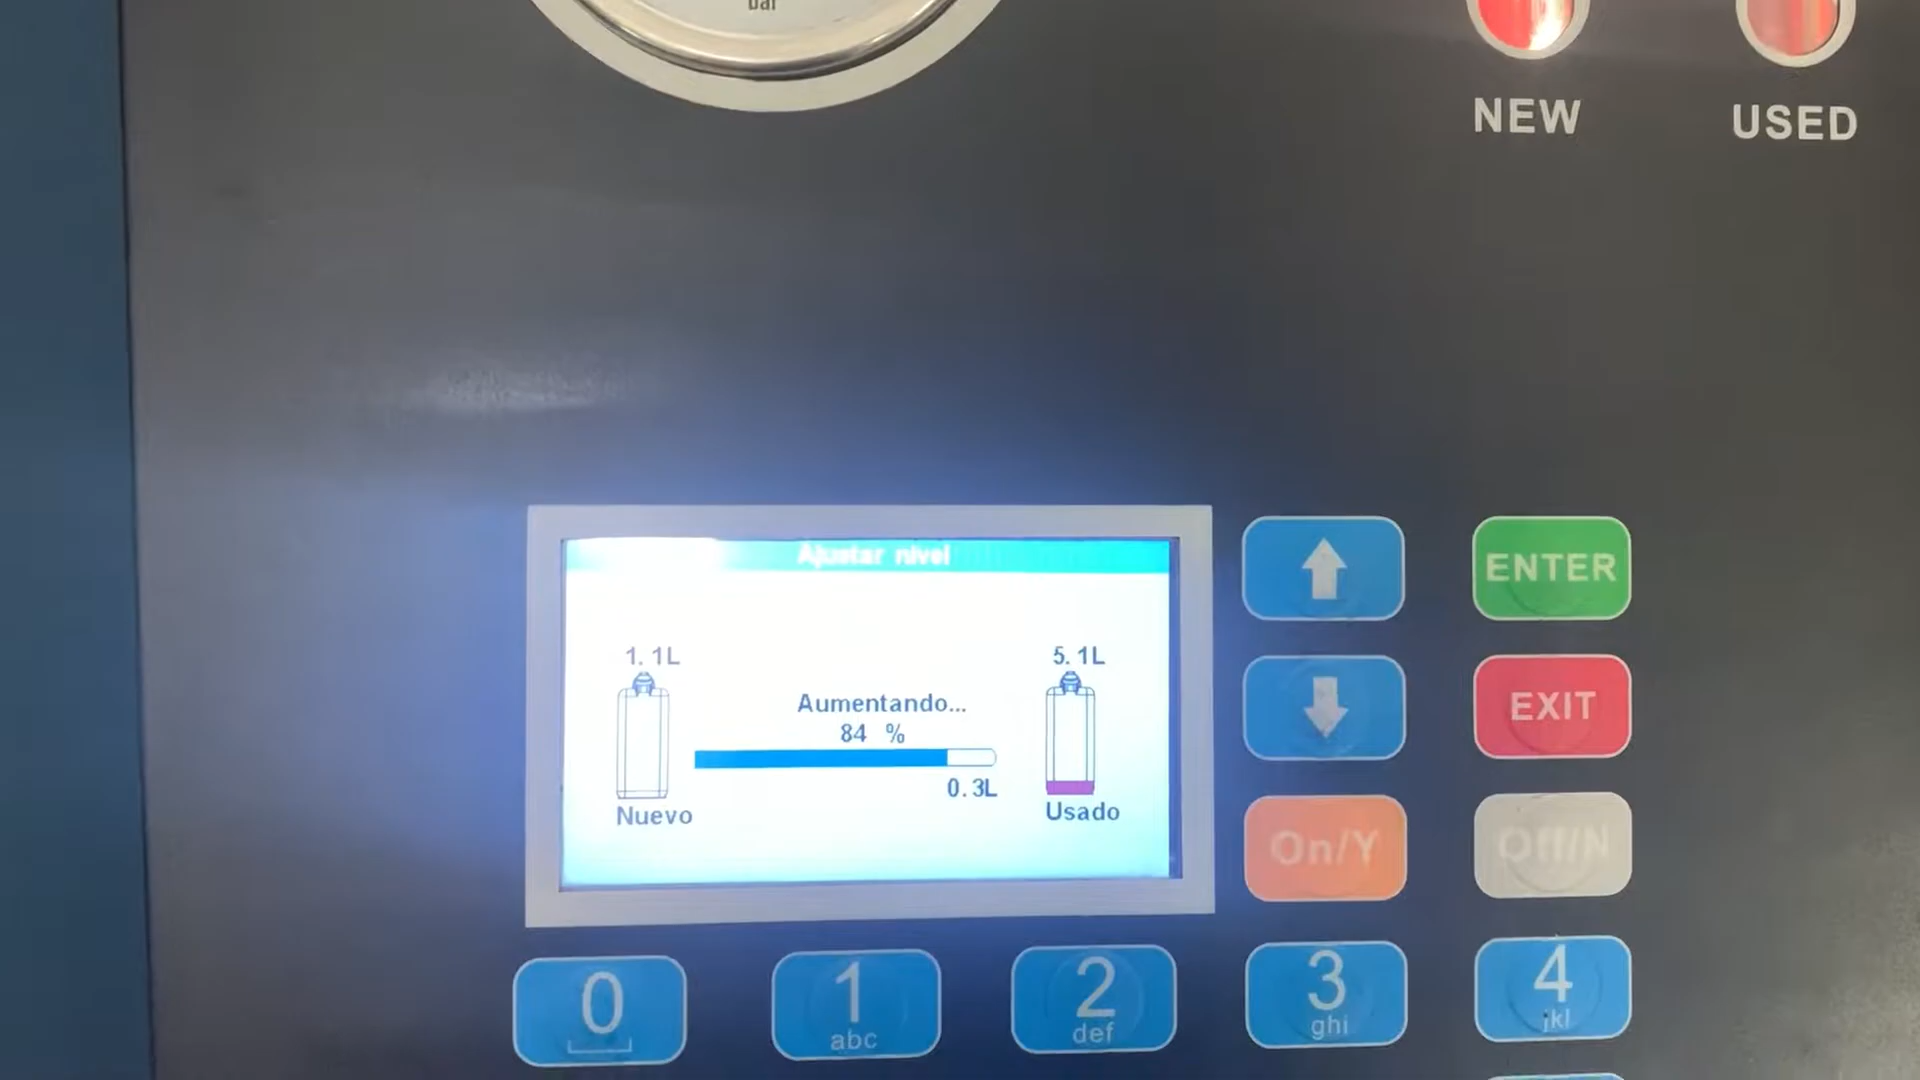 bar
NEW
USED
Ajustar nivel
1.1L
5.1L
Aumentando...
84 %
0.3L
Nuevo
Usado
ENTER
EXIT
On/Y
Off/N
0
1
abc
2
def
3
ghi
4
jkl